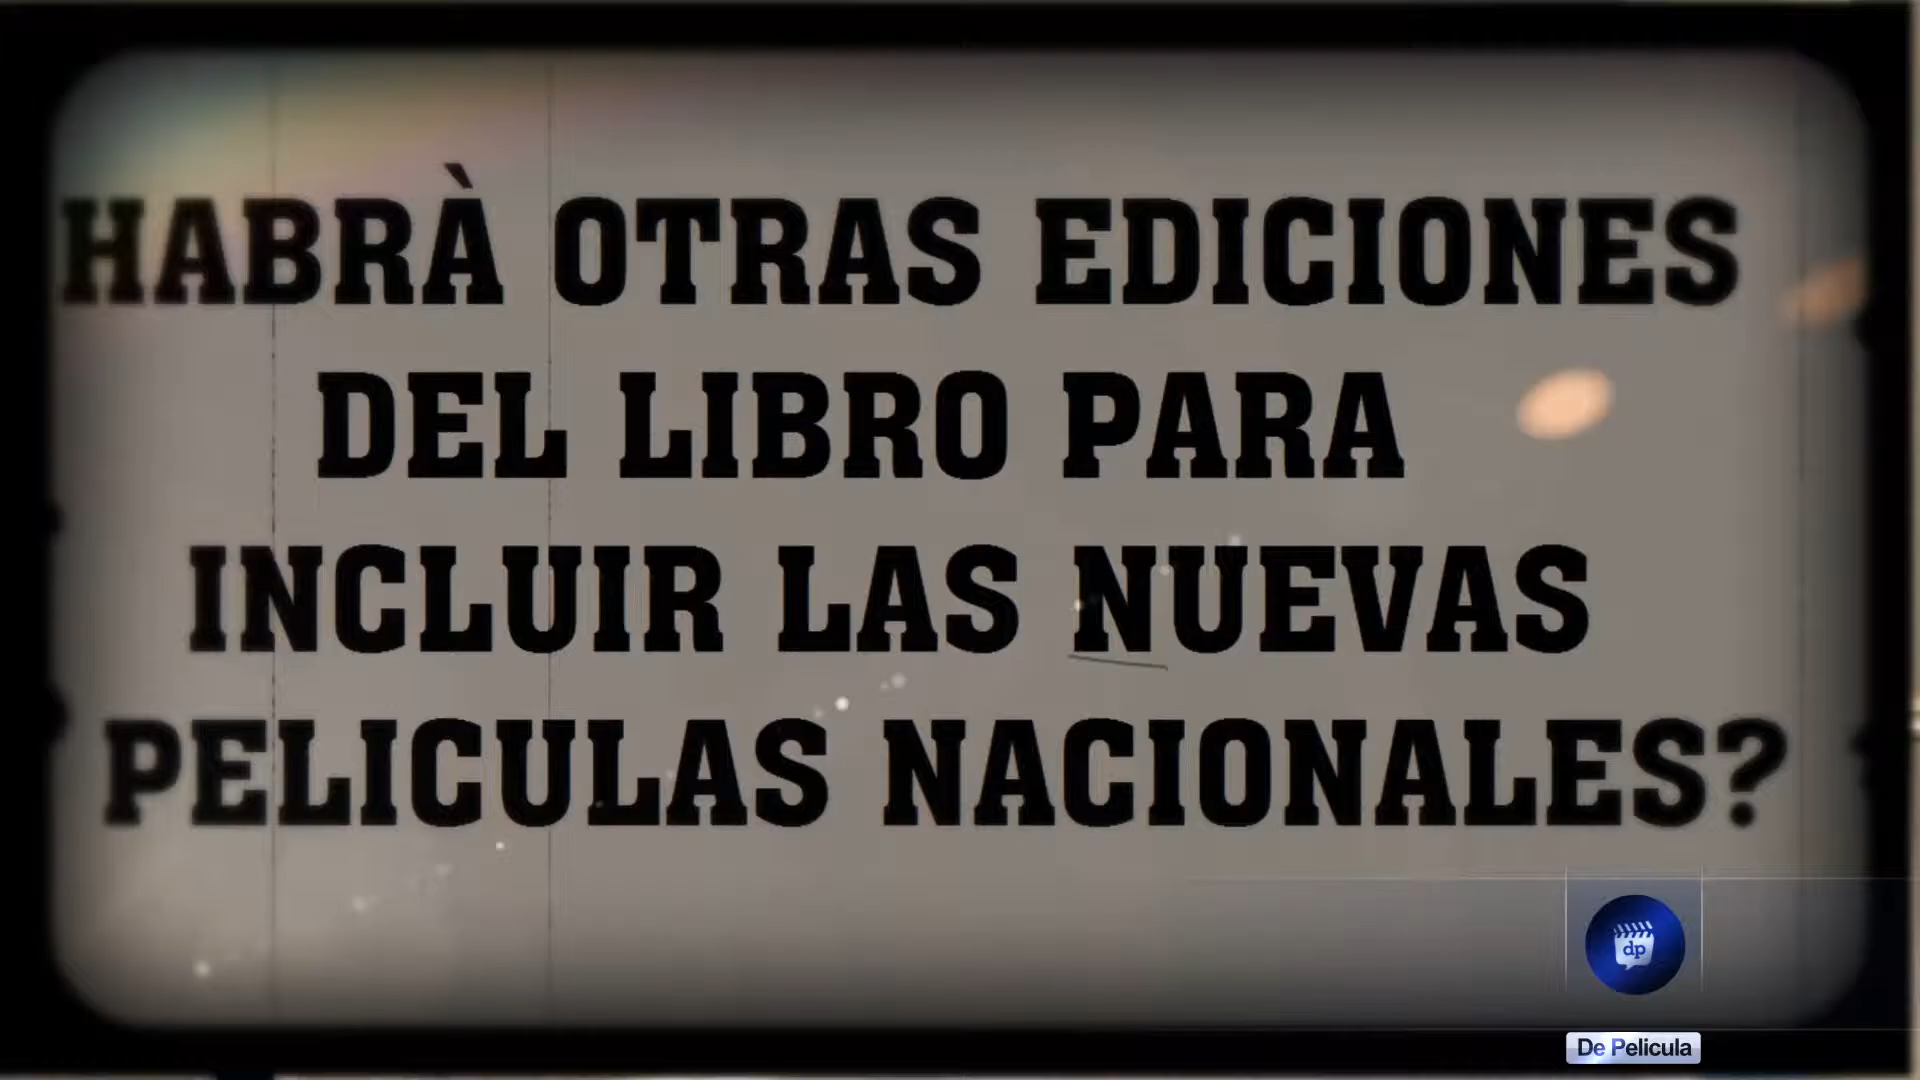 HABRÀ OTRAS EDICIONES
DEL LIBRO PARA
INCLUIR LAS NUEVAS
PELICULAS NACIONALES?
dp
De Pelicula